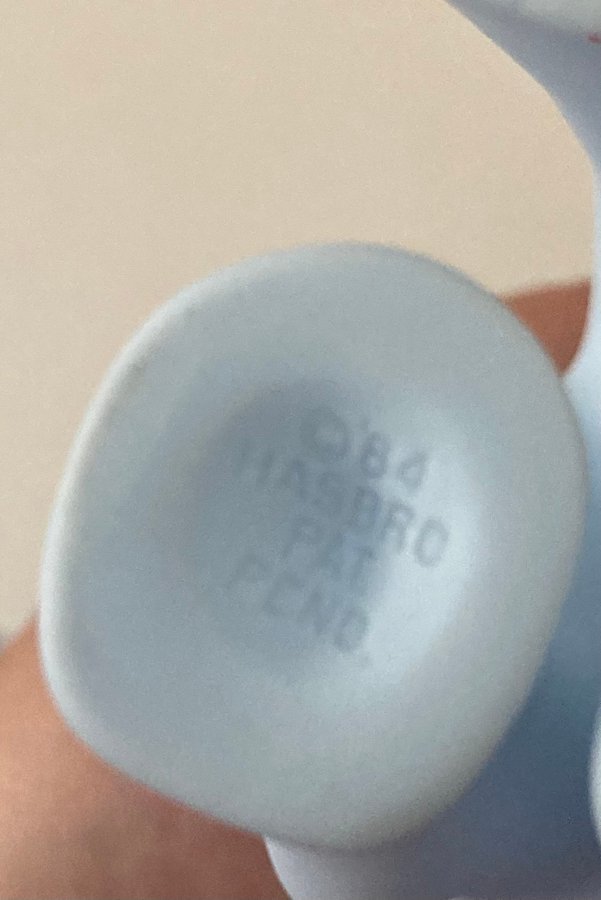 ©'84
HASBRO
PAT
PEND.